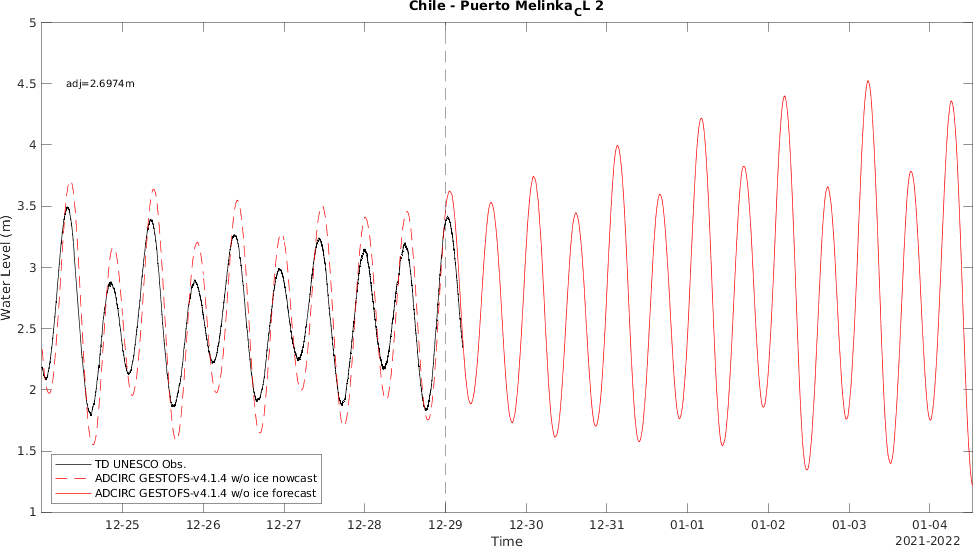 Chile - Puerto Melinka_CL 2
adj=2.6974m
Water Level (m)
5
4.5
4
3.5
3
2.5
2
1.5
1
TD UNESCO Obs.
ADCIRC GESTOFS-v4.1.4 w/o ice nowcast
ADCIRC GESTOFS-v4.1.4 w/o ice forecast
12-25 12-26 12-27 12-28 12-29 12-30 12-31 01-01 01-02 01-03 01-04
Time
2021-2022